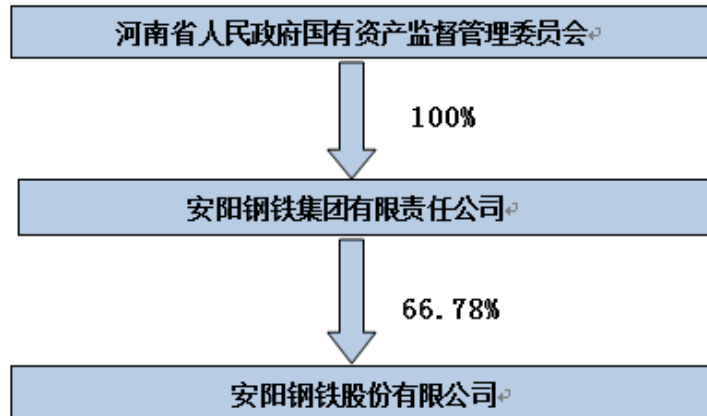 河南省人民政府国有资产监督管理委员会
100%
安阳钢铁集团有限责任公司
66.78%
安阳钢铁股份有限公司